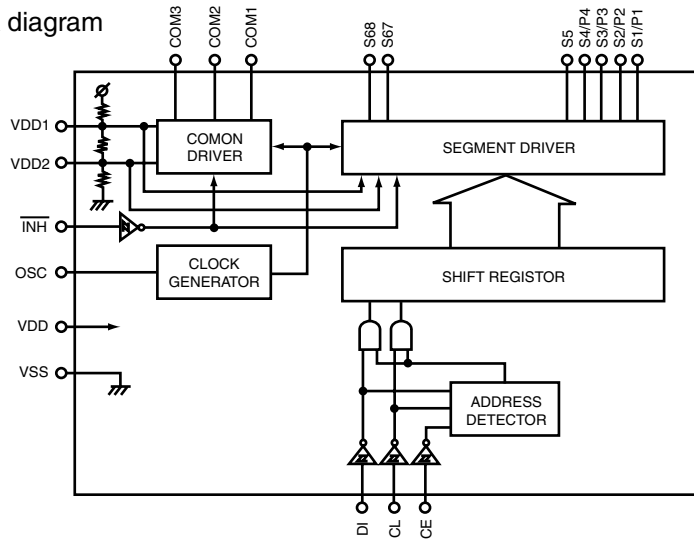 diagram
COM3
COM2
COM1
S68
S67
S5
S4/P4
S3/P3
S2/P2
S1/P1
VDD1
VDD2
INH
OSC
VDD
VSS
COMON
DRIVER
SEGMENT DRIVER
CLOCK
GENERATOR
SHIFT REGISTOR
ADDRESS
DETECTOR
DI
CL
CE